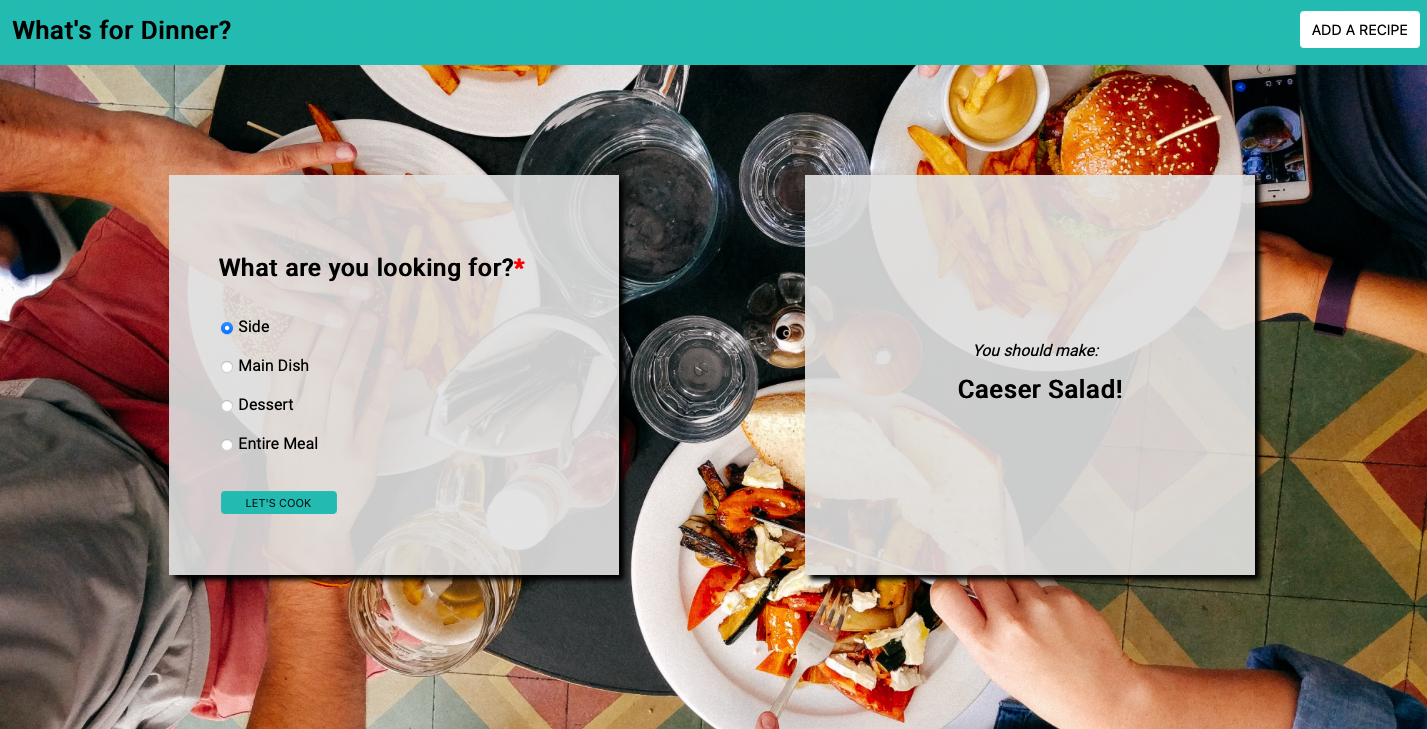 What's for Dinner?
ADD A RECIPE
What are you looking for?*
Side
Main Dish
Dessert
Entire Meal
LET'S COOK
You should make:
Caeser Salad!